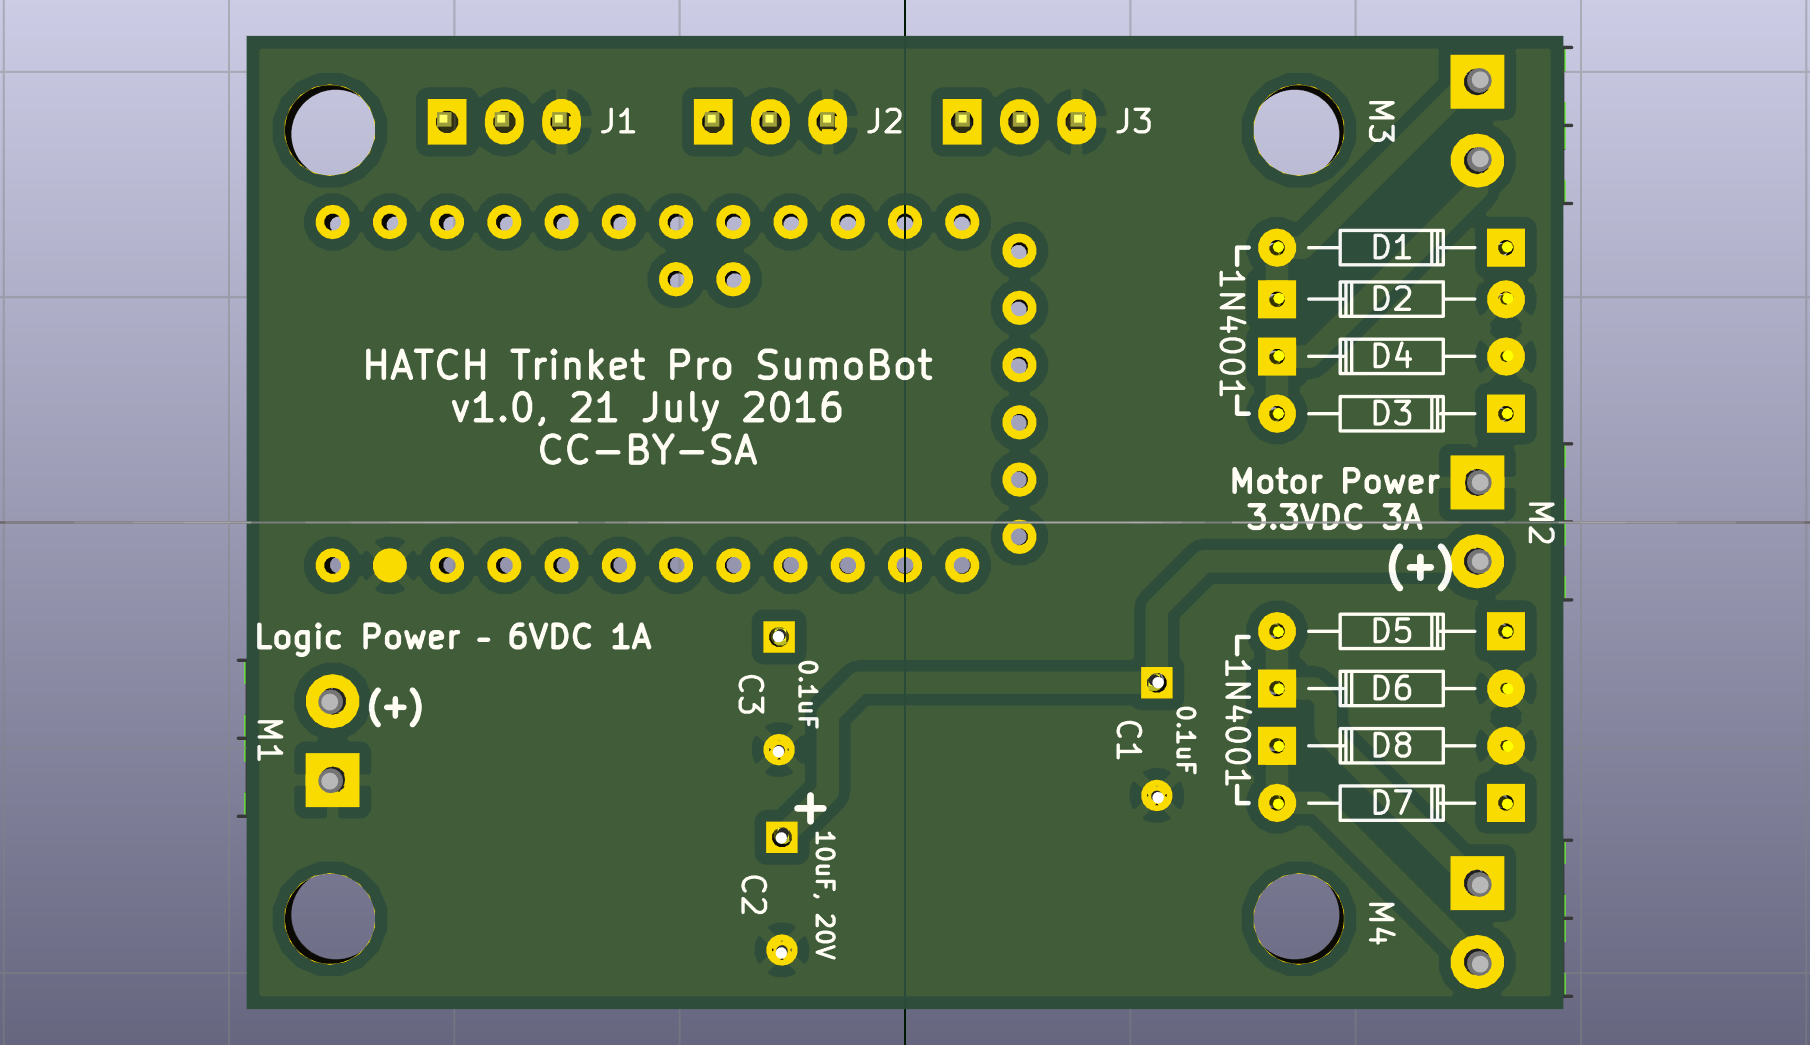 J1
J2
J3
M3
D1
D2
D4
D3
1N4001
HATCH Trinket Pro SumoBot
v1.0, 21 July 2016
CC-BY-SA
Motor Power
3.3VDC 3A
(+)
M2
Logic Power - 6VDC 1A
(+)
M1
C3
0.1uF
C1
0.1uF
D5
D6
D8
D7
1N4001
+
C2
10uF, 20V
M4